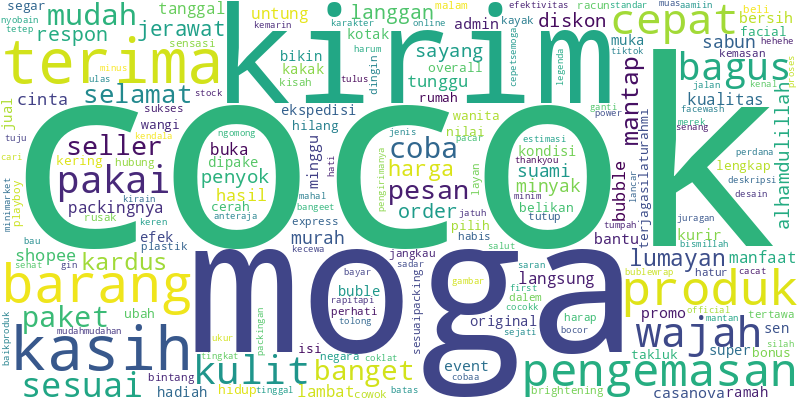 segar
nyobain
tetep
mudah
tanggal
respon
jerawat
sensasi
kemarin
untung
langgan
malam
diskon
admin
karakter
online
kayak
efektivitas
racun
standar
beli
aamiin
muas
cepat
bersih
facial
hehehe
kirim
terima
kotak
bikin
kakak
kisah
sayang
overall
tunggu
harum
dingin
tulus
rumah
cepetsemoga
legenda
muka
tiktok
sabun
kemasan
bagus
kualitas
jalan
kenal
proses
minut
ulas
cinta
selamat
stock
sukses
wangi
ekspedisi
hilang
wanita
nilai
ganti
power
mantap
merek
facewash
senang
jual
tuju
kendala
cari
cocok
seller
ngomong
buka
dipake
penyok
minggu
coba
jenis
pacar
harga
estimasi
thankyou
kondisi
suami
perdana
lengkap
deskripsi
alhamdulillah
kering
hubung
pakai
hasil
hati
pengirimanya
pesan
layan
minyak
bubble
terjagasilaturahmi
lancar
desain
minimarket
playboy
packingnya
kirain
cerah
mahal
bangeet
order
minim
belikan
tumpah
juragan
rusak
keren
anteraja
express
jatuh
tutup
kurir
bismillah
bau
efek
plastik
kecewa
murah
pilih
habis
bantu
shopee
kardus
moga
jangkau
sadar
salut
langsung
lumayan
manfaat
sehat
gin
buble
bayar
perhati
rapitapi
tolong
gambar
saran
first
dalem
cocokk
original
sejati
harap
bocor
bublewrap
hatur
cacat
barang
produk
paket
ubah
sesuaipacking
promo
official
mantan
tertawa
baikproduk
mudahmudahan
packingan
ukur
isi
negara
coklat
event
cobaa
wajah
sen
kasih
tingkat
kulit
banget
takluk
super
bonus
silah
sesuai
bintang
hadiah
hidup
tinggal
lambat
cowok
batas
pengemasan
brightening
casanova
ramah